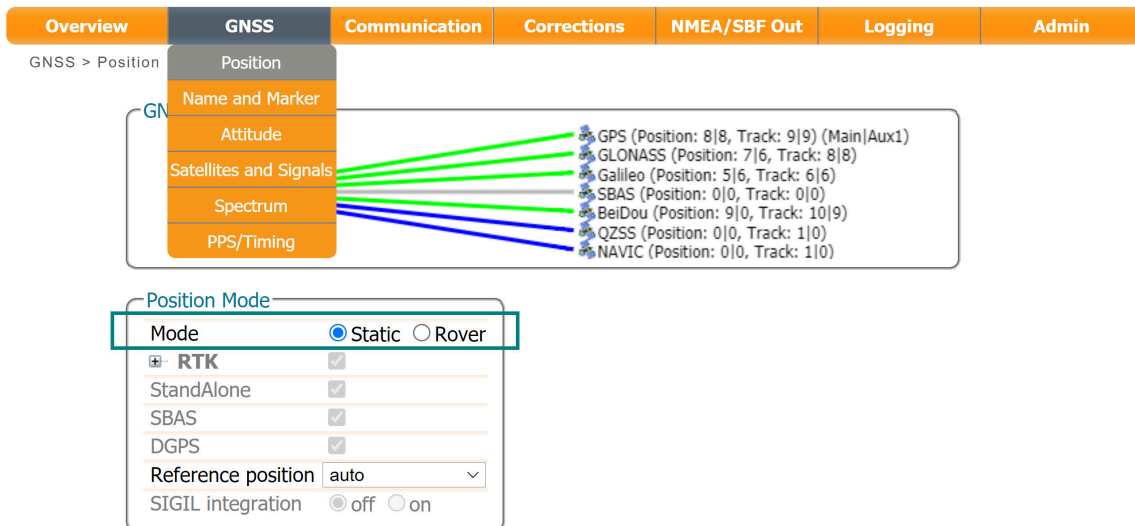 Overview GNSS Communication Corrections NMEA/SBF Out Logging Admin
GNSS > Position
Position
Name and Marker
Attitude
Satellites and Signals
Spectrum
PPS/Timing
GN
GPS (Position: 8|8, Track: 9|9) (Main|Aux1)
GLONASS (Position: 7|6, Track: 8|8)
Galileo (Position: 5|6, Track: 6|6)
SBAS (Position: 0|0, Track: 0|0)
BeiDou (Position: 9|0, Track: 10|9)
QZSS (Position: 0|0, Track: 1|0)
NAVIC (Position: 0|0, Track: 1|0)
Position Mode
Mode Static Rover
RTK
StandAlone
SBAS
DGPS
Reference position auto
SIGIL integration off on